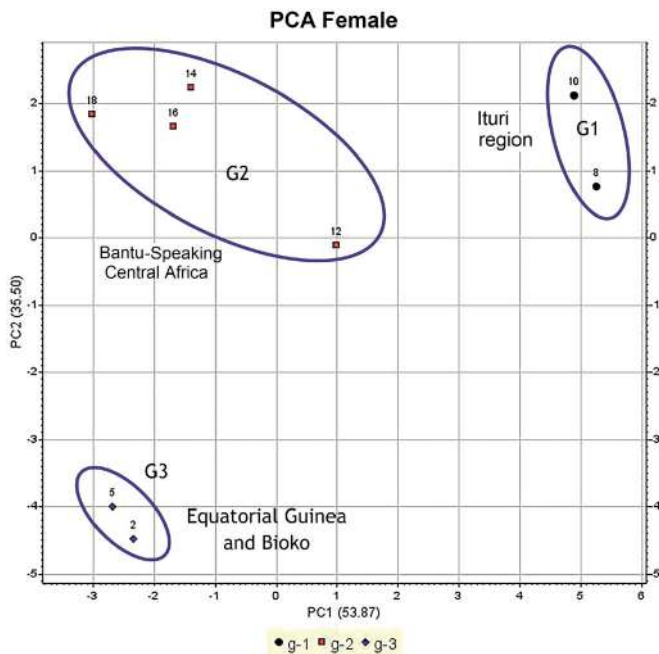 PCA Female
14
10
18
16
Ituri
region
G1
G2
8
12
Bantu-Speaking
Central Africa
G3
5
2
Equatorial Guinea
and Bioko
2
1
0
-1
-2
-3
-4
-5
PC2 (35.50)
2
1
0
-1
-2
-3
-4
-5
-3 -2 -1 0 1 2 3 4 5 6
PC1 (53.87)
g-1 g-2 g-3